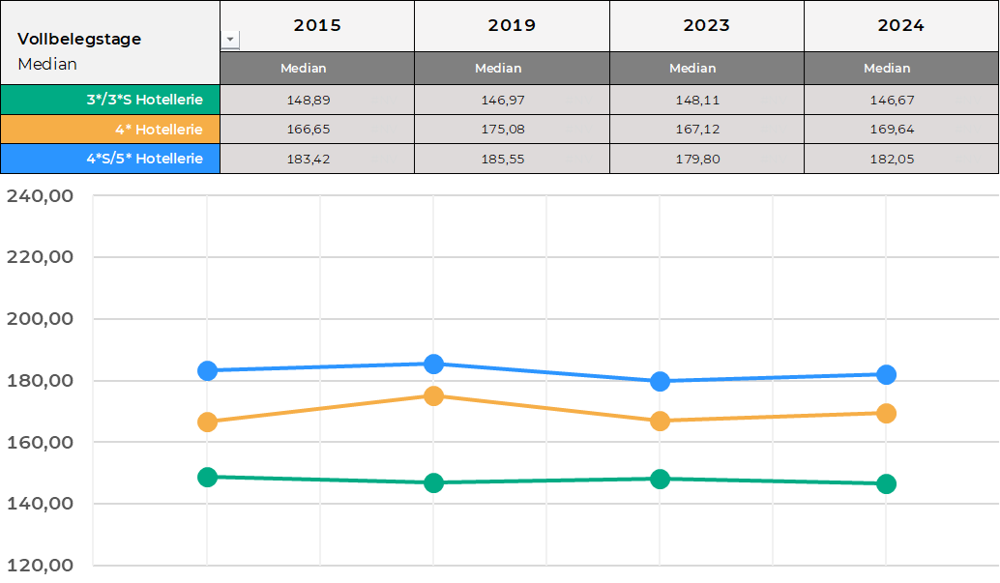 Vollbelegstage
Median
2015 2019 2023 2024
Median Median Median Median
3*/3*S Hotellerie 148,89 146,97 148,11 146,67
4* Hotellerie 166,65 175,08 167,12 169,64
4*S/5* Hotellerie 183,42 185,55 179,80 182,05
240,00
220,00
200,00
180,00
160,00
140,00
120,00